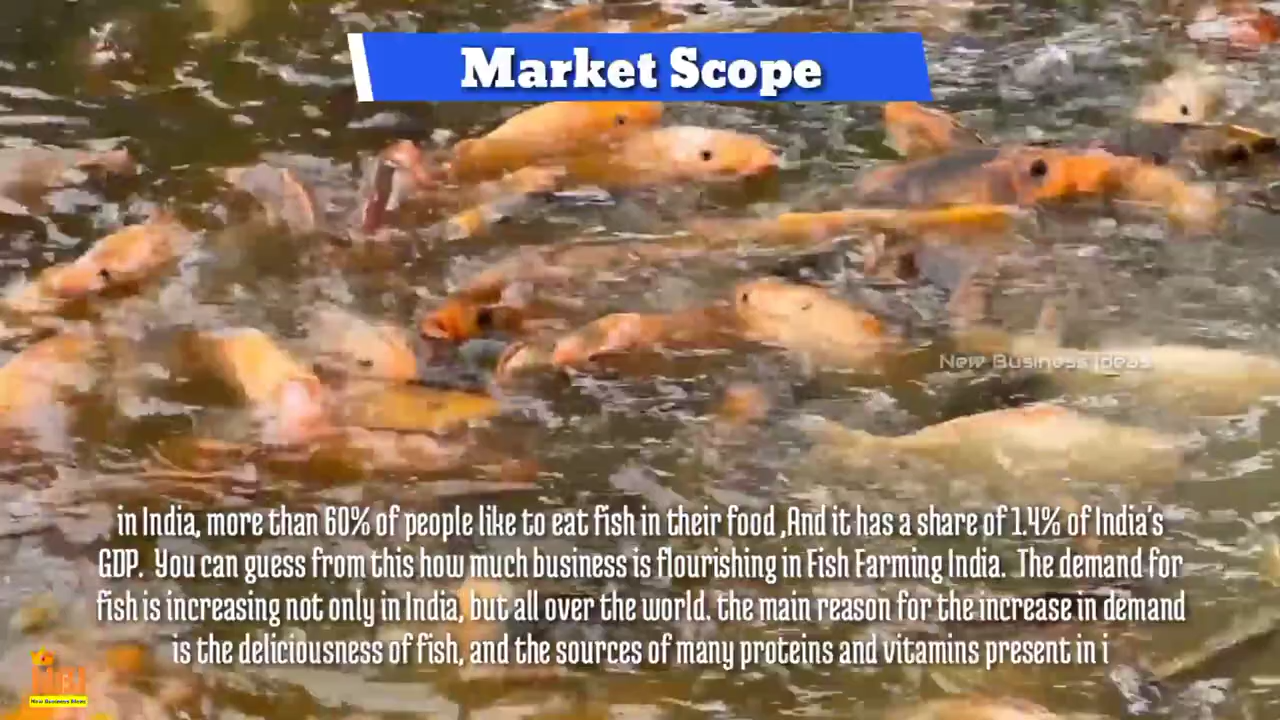 Market Scope
New Business Ideas
in India, more than 60% of people like to eat fish in their food ,And it has a share of 1.4% of India's
GDP. You can guess from this how much business is flourishing in Fish Farming India. The demand for
fish is increasing not only in India, but all over the world. the main reason for the increase in demand
is the deliciousness of fish, and the sources of many proteins and vitamins present in i
NBI
New Business Ideas